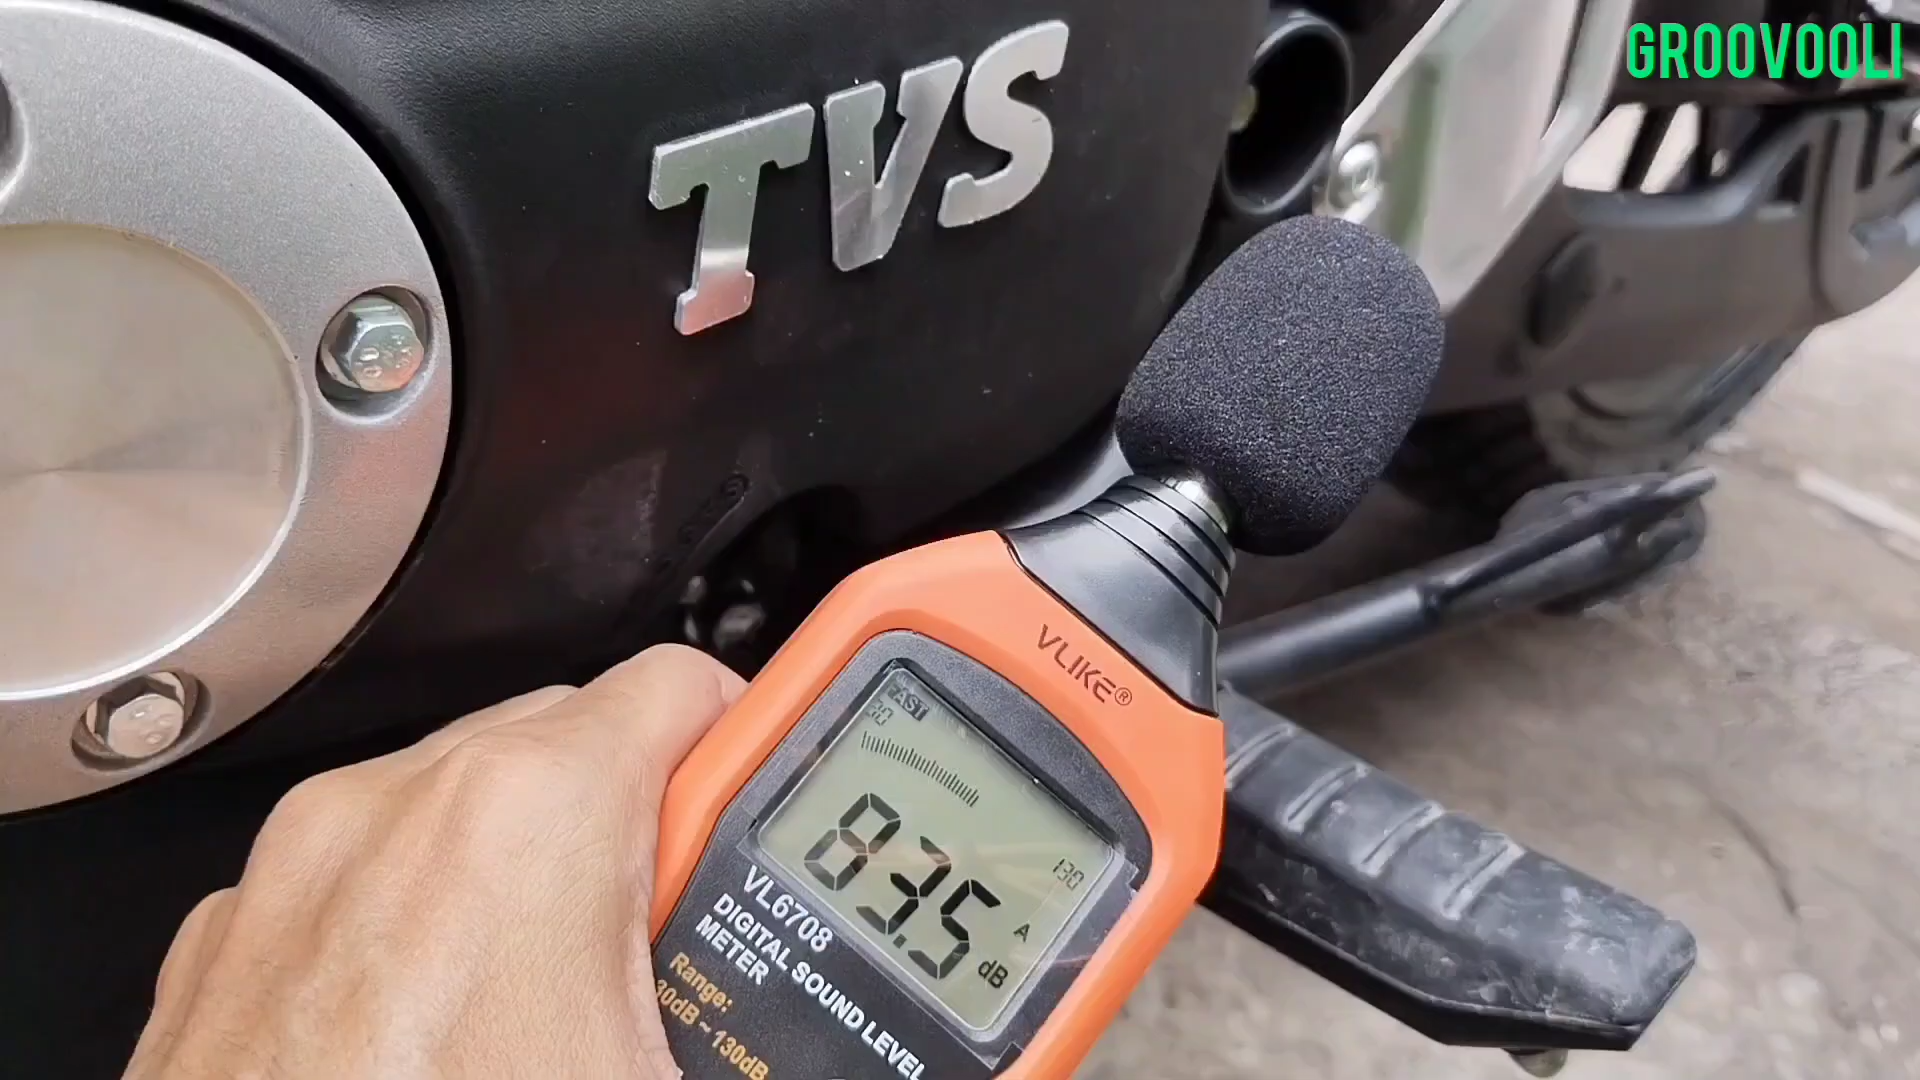 GROOVOOLI
TVS
VLIKE®
FAST
30
130
83.5
A
dB
VL6708
DIGITAL SOUND LEVEL
METER
Range:
30dB ~ 130dB